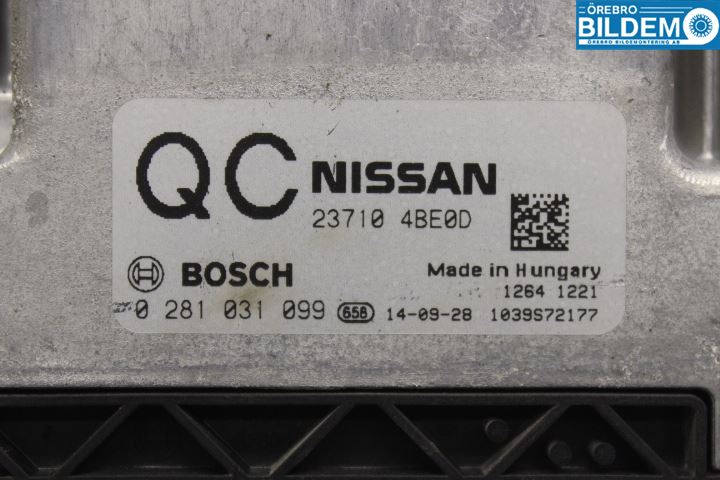 ÖREBRO
BILDEMO
ÖREBRO BILDEMONTERING AB
QC NISSAN
23710 4BE0D
BOSCH
Made in Hungary
1264 1221
0 281 031 099 656 14-09-28 1039S72177